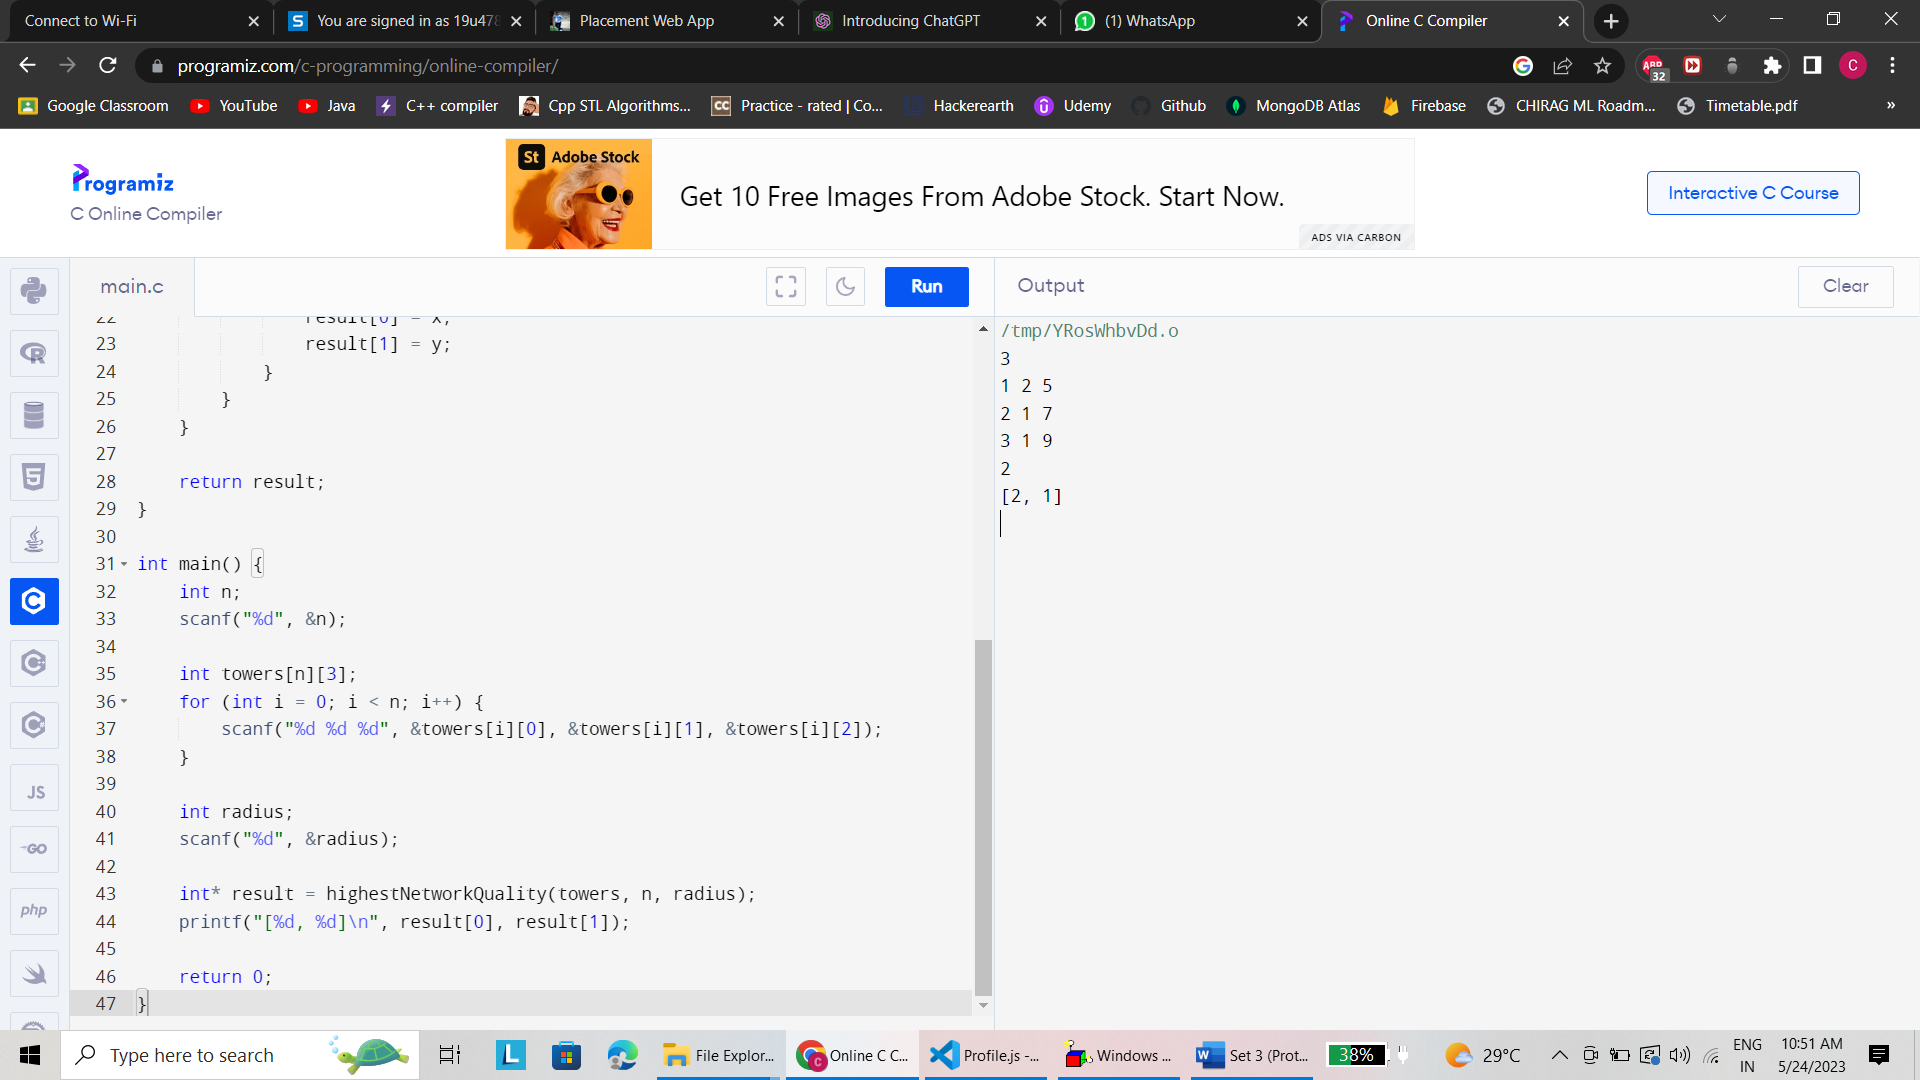 Connect to Wi-Fi
You are signed in as 19u478
Placement Web App
Introducing ChatGPT
(1) WhatsApp
Online C Compiler
programiz.com/c-programming/online-compiler/
ABP
32
C
Google Classroom
YouTube
Java
C++ compiler
Cpp STL Algorithms...
CC
Practice - rated | Co...
Hackerearth
Udemy
Github
MongoDB Atlas
Firebase
CHIRAG ML Roadm...
Timetable.pdf
»
Programiz
C Online Compiler
St Adobe Stock
Get 10 Free Images From Adobe Stock. Start Now.
ADS VIA CARBON
Interactive C Course
main.c
Run
Output
Clear
22 result[0] = x;
23 result[1] = y;
24 }
25 }
26 }
27
28 return result;
29 }
30
31 int main() {
32 int n;
33 scanf("%d", &n);
34
35 int towers[n][3];
36 for (int i = 0; i < n; i++) {
37 scanf("%d %d %d", &towers[i][0], &towers[i][1], &towers[i][2]);
38 }
39
40 int radius;
41 scanf("%d", &radius);
42
43 int* result = highestNetworkQuality(towers, n, radius);
44 printf("[%d, %d]\n", result[0], result[1]);
45
46 return 0;
47 }
/tmp/YRosWhbvDd.o
3
1 2 5
2 1 7
3 1 9
2
[2, 1]
R
5
C
C
C
JS
GO
php
Type here to search
L
File Explor...
C
Online C C...
Profile.js -...
Windows ...
W
Set 3 (Prot...
38%
29°C
ENG
IN
10:51 AM
5/24/2023